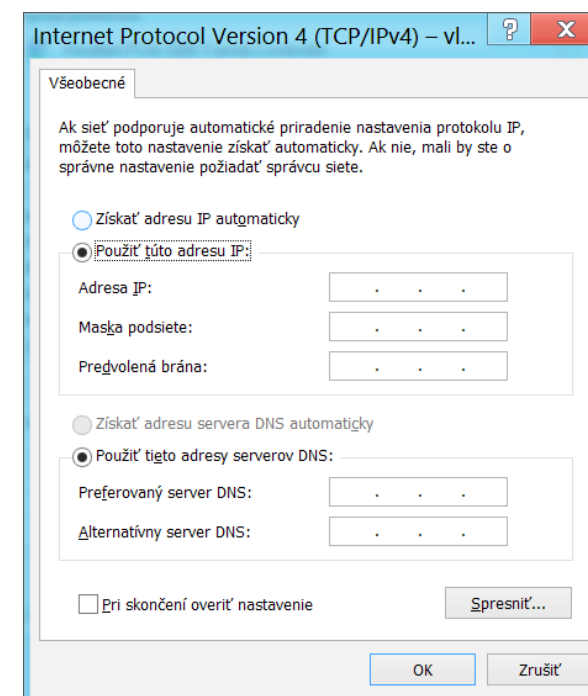 Internet Protocol Version 4 (TCP/IPv4) – vl...
Všeobecné
Ak sieť podporuje automatické priradenie nastavenia protokolu IP,
môžete toto nastavenie získať automaticky. Ak nie, mali by ste o
správne nastavenie požiadať správcu siete.
Získať adresu IP automaticky
Použiť túto adresu IP:
Adresa IP:
Maska podsiete:
Predvolená brána:
Získať adresu servera DNS automaticky
Použiť tieto adresy serverov DNS:
Preferovaný server DNS:
Alternatívny server DNS:
Pri skončení overiť nastavenie
Spresniť...
OK
Zrušiť